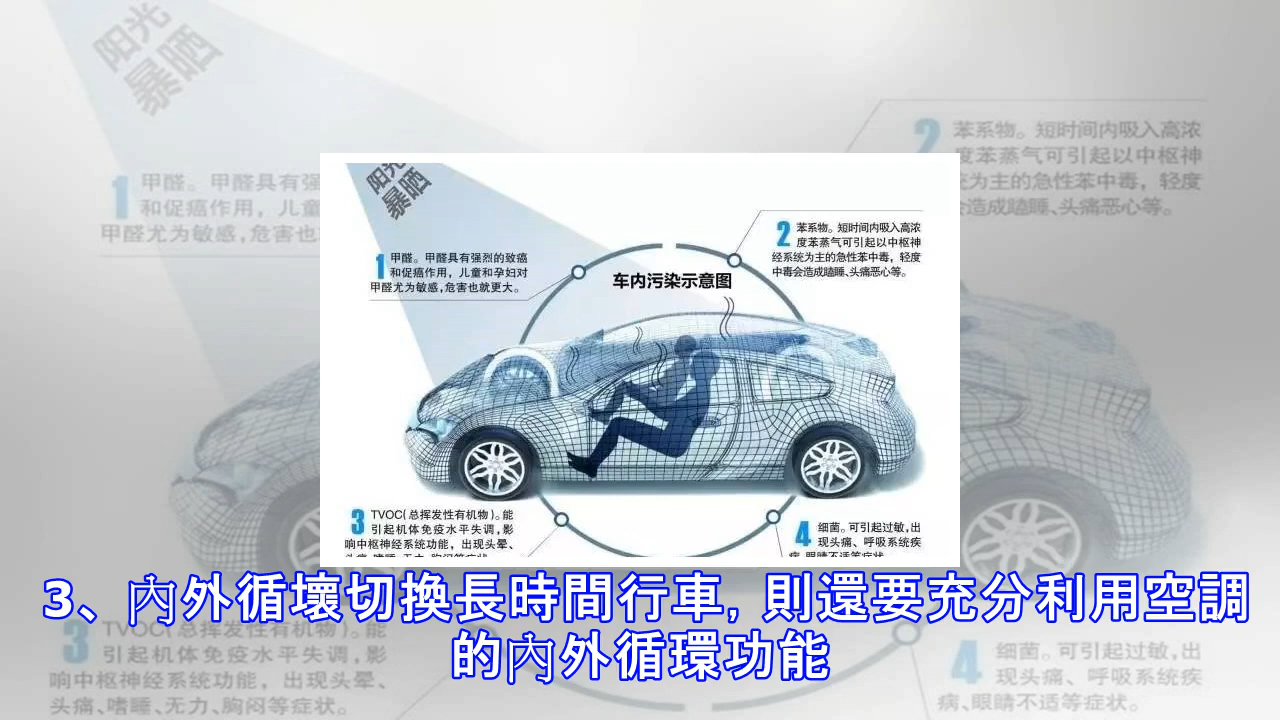 阳光
暴晒
1 甲醛。甲醛具有强烈的致癌
和促癌作用，儿童和孕妇对
甲醛尤为敏感,危害也就更大。
2 苯系物。短时间内吸入高浓
度苯蒸气可引起以中枢神
经系统为主的急性苯中毒，轻度
中毒会造成瞌睡、头痛恶心等。
车内污染示意图
3 TVOC(总挥发性有机物)。能
引起机体免疫水平失调,影
响中枢神经系统功能，出现头晕、
头痛、嗜睡、无力、胸闷等症状。
4 细菌。可引起过敏,出
现头痛、呼吸系统疾
病、眼睛不适等症状。
3、內外循壞切換長時間行車, 則還要充分利用空調
的內外循環功能